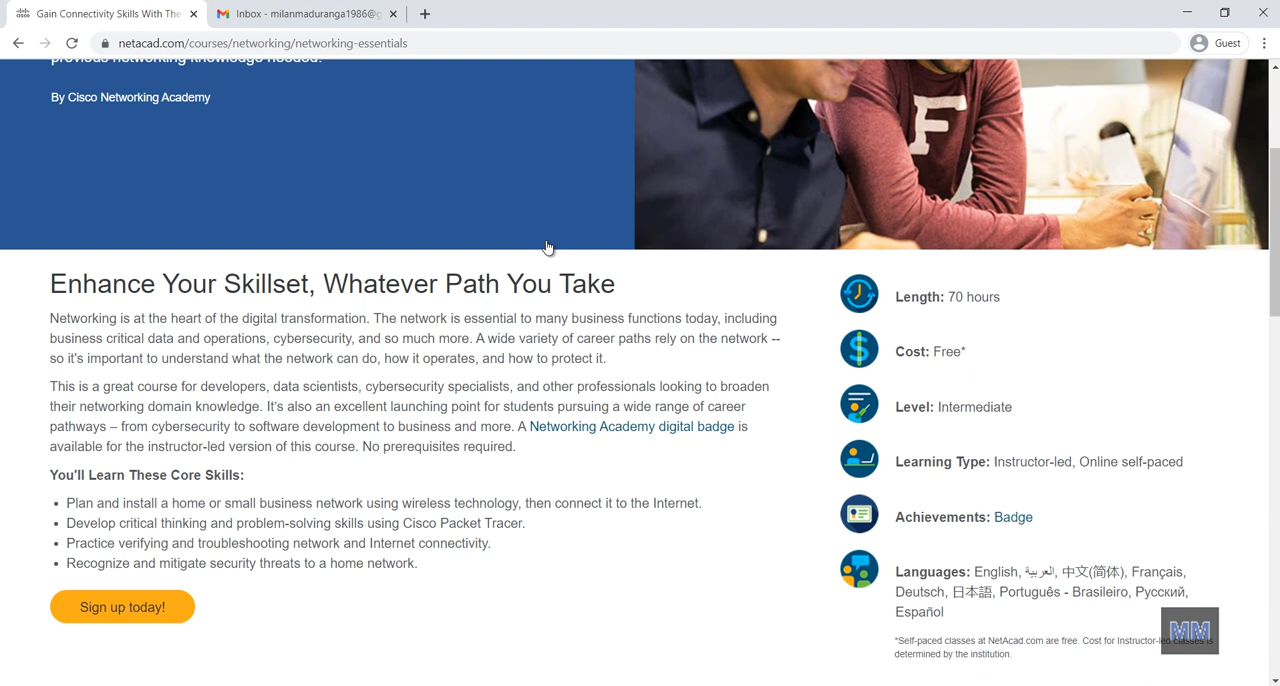 Gain Connectivity Skills With The
Inbox - milanmaduranga1986@g
netacad.com/courses/networking/networking-essentials
Guest
previous networking knowledge needed.
By Cisco Networking Academy
F
Enhance Your Skillset, Whatever Path You Take
Networking is at the heart of the digital transformation. The network is essential to many business functions today, including
business critical data and operations, cybersecurity, and so much more. A wide variety of career paths rely on the network --
so it's important to understand what the network can do, how it operates, and how to protect it.
This is a great course for developers, data scientists, cybersecurity specialists, and other professionals looking to broaden
their networking domain knowledge. It's also an excellent launching point for students pursuing a wide range of career
pathways – from cybersecurity to software development to business and more. A Networking Academy digital badge is
available for the instructor-led version of this course. No prerequisites required.
You'll Learn These Core Skills:
• Plan and install a home or small business network using wireless technology, then connect it to the Internet.
• Develop critical thinking and problem-solving skills using Cisco Packet Tracer.
• Practice verifying and troubleshooting network and Internet connectivity.
• Recognize and mitigate security threats to a home network.
Sign up today!
Length: 70 hours
Cost: Free*
Level: Intermediate
Learning Type: Instructor-led, Online self-paced
Achievements: Badge
Languages: English, العربية, 中文(简体), Français,
Deutsch, 日本語, Português - Brasileiro, Русский,
Español
*Self-paced classes at NetAcad.com are free. Cost for Instructor-led classes is
determined by the institution.
MM